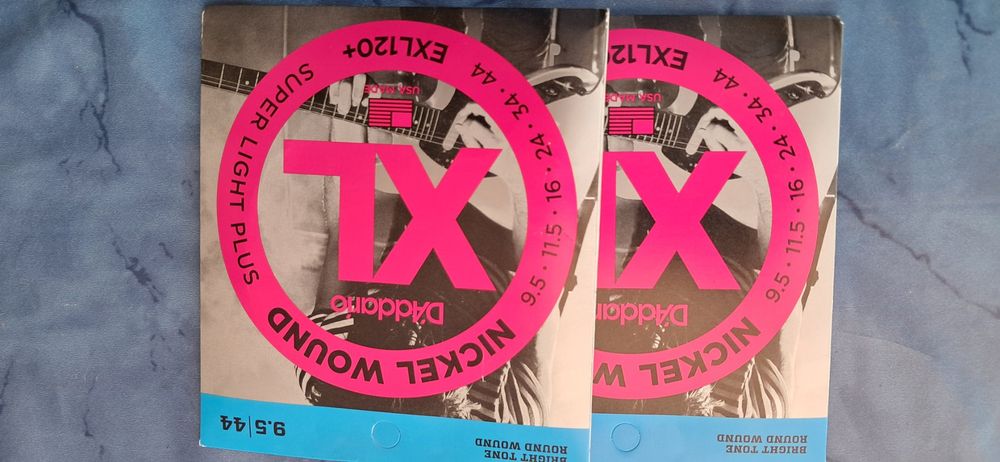 9.5|44
BRIGHT TONE
ROUND WOUND
NICKEL WOUND
D'Addario
XL
USA MADE
SUPER LIGHT PLUS
EXL120+
9.5 · 11.5 · 16 · 24 · 34 · 44
BRIGHT TONE
ROUND WOUND
NICKEL W
D'Addario
X
USA MADE
EXL120
9.5 · 11.5 · 16 · 24 · 34 · 44